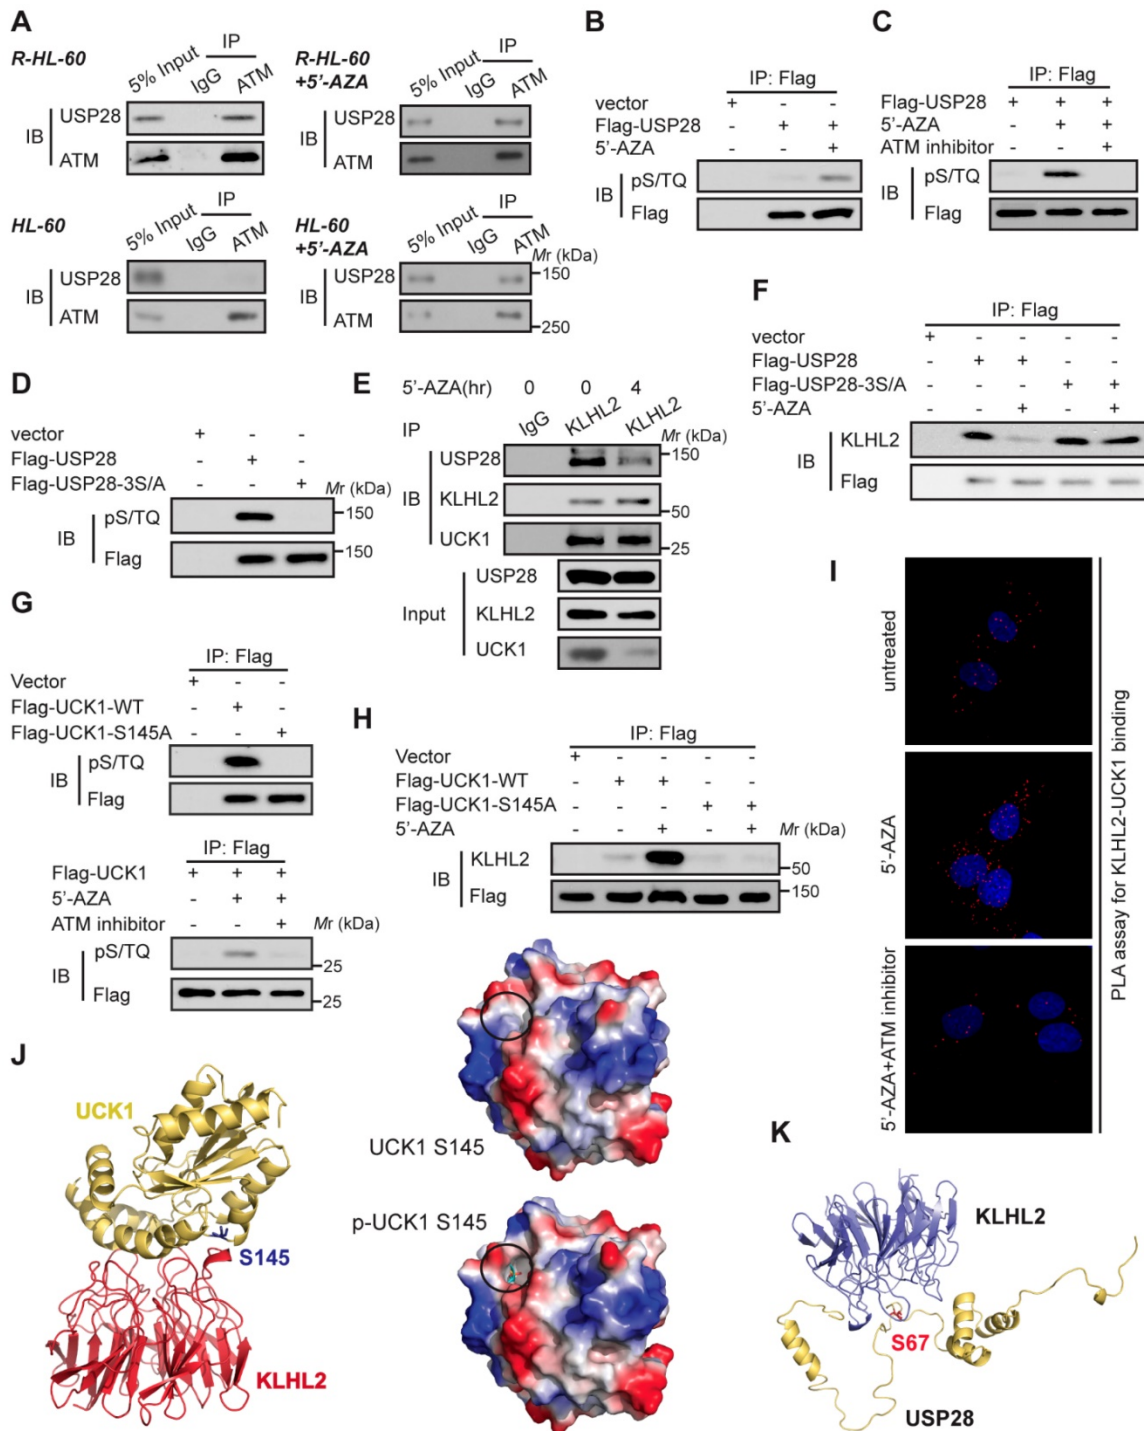 A
R-HL-60
5% Input IgG IP ATM
IB USP28
ATM
R-HL-60
+5'-AZA
5% Input IgG IP ATM
IB USP28
ATM
HL-60
5% Input IgG IP ATM
IB USP28
ATM
HL-60
+5'-AZA
5% Input IgG IP ATM
Mr (kDa)
IB USP28 150
ATM 250
B
IP: Flag
vector + - -
Flag-USP28 - + +
5'-AZA - - +
IB pS/TQ
Flag
C
IP: Flag
Flag-USP28 + + +
5'-AZA - + +
ATM inhibitor - - +
IB pS/TQ
Flag
D
vector + - -
Flag-USP28 - + -
Flag-USP28-3S/A - - +
Mr (kDa)
IB pS/TQ 150
Flag 150
E
5'-AZA(hr) 0 0 4
IP IgG KLHL2 KLHL2
Mr (kDa)
IB USP28 150
KLHL2 50
UCK1 25
Input USP28
KLHL2
UCK1
F
IP: Flag
vector + - - - -
Flag-USP28 - + + - -
Flag-USP28-3S/A - - - + +
5'-AZA - - + - +
IB KLHL2
Flag
G
IP: Flag
Vector + - -
Flag-UCK1-WT - + -
Flag-UCK1-S145A - - +
IB pS/TQ
Flag
IP: Flag
Flag-UCK1 + + +
5'-AZA - + +
ATM inhibitor - - +
Mr (kDa)
IB pS/TQ 25
Flag 25
H
IP: Flag
Vector + - - - -
Flag-UCK1-WT - + + - -
Flag-UCK1-S145A - - - + +
5'-AZA - - + - +
Mr (kDa)
IB KLHL2 50
Flag 150
I
untreated
5'-AZA
5'-AZA+ATM inhibitor
PLA assay for KLHL2-UCK1 binding
J
UCK1
S145
KLHL2
UCK1 S145
p-UCK1 S145
K
KLHL2
S67
USP28